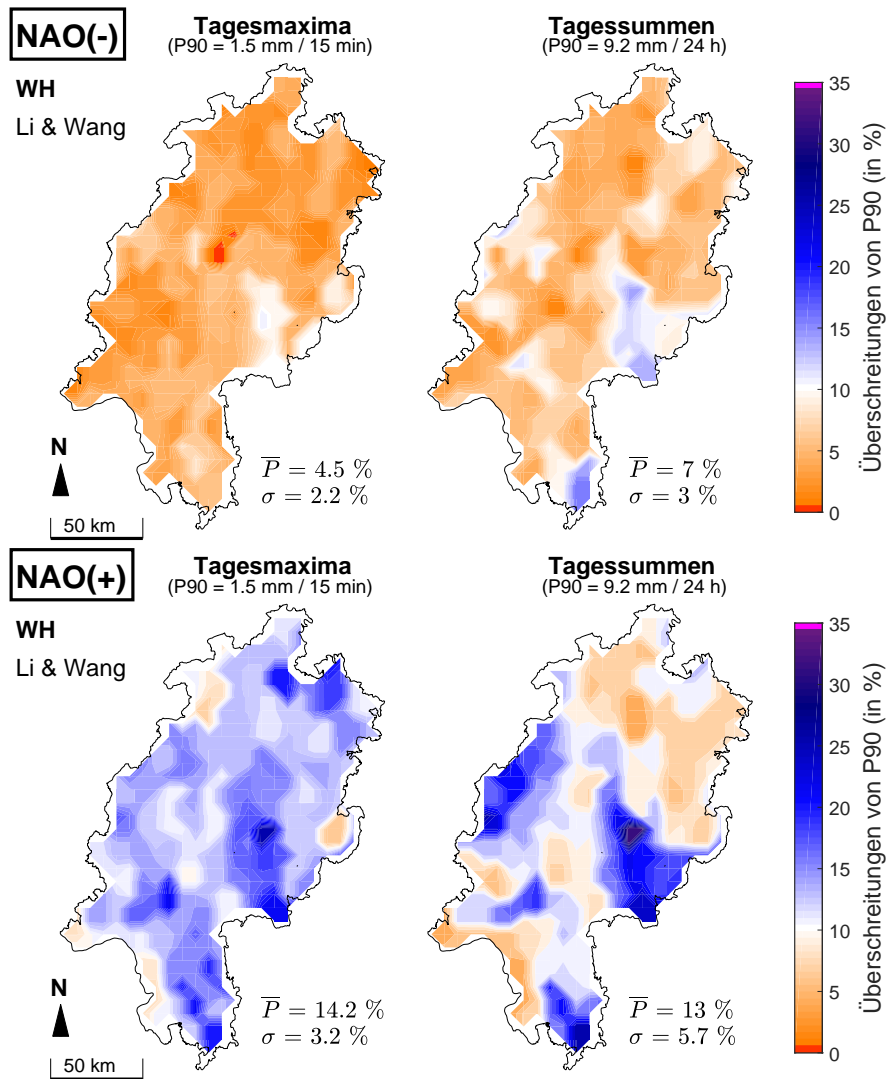 NAO(-)
Tagesmaxima
(P90 = 1.5 mm / 15 min)
Tagessummen
(P90 = 9.2 mm / 24 h)
WH
Li & Wang
N
50 km
P̅ = 4.5 %
σ = 2.2 %
P̅ = 7 %
σ = 3 %
35
30
25
20
15
10
5
0
Überschreitungen von P90 (in %)
NAO(+)
Tagesmaxima
(P90 = 1.5 mm / 15 min)
Tagessummen
(P90 = 9.2 mm / 24 h)
WH
Li & Wang
N
50 km
P̅ = 14.2 %
σ = 3.2 %
P̅ = 13 %
σ = 5.7 %
35
30
25
20
15
10
5
0
Überschreitungen von P90 (in %)